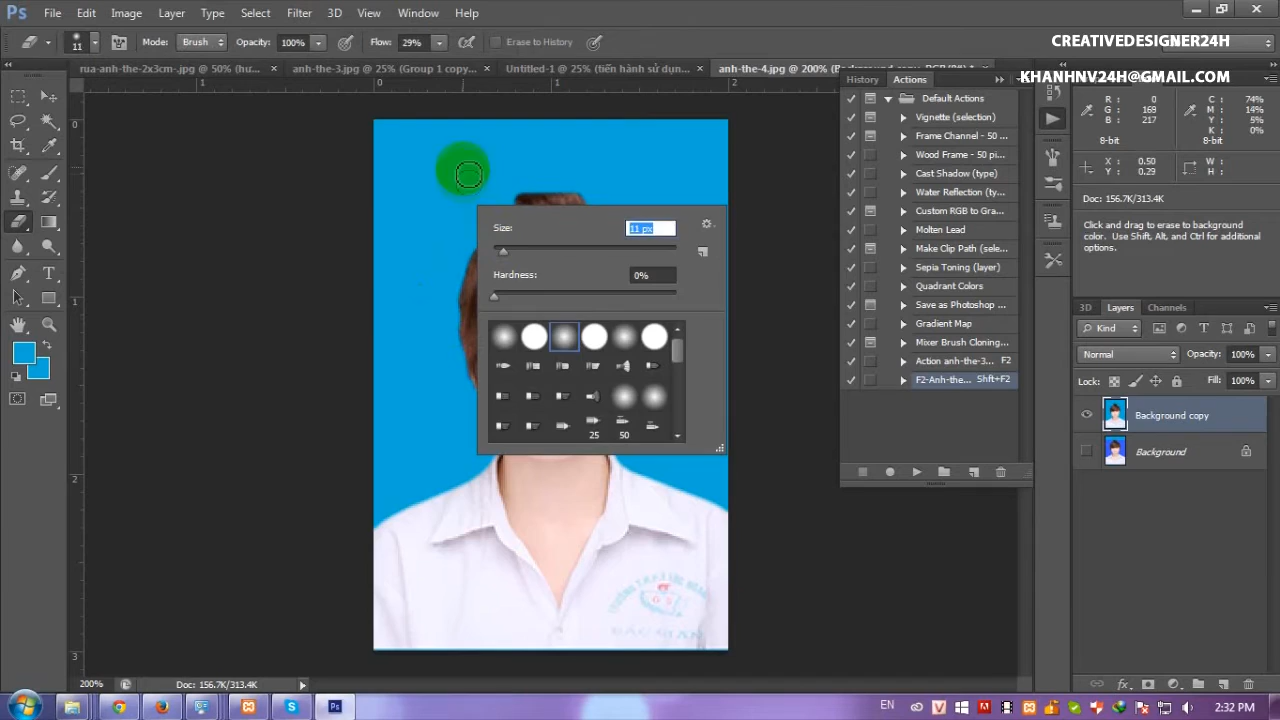 Ps File Edit Image Layer Type Select Filter 3D View Window Help
11 Mode: Brush Opacity: 100% Flow: 29% Erase to History
CREATIVEDESIGNER24H
rua-anh-the-2x3cm-.jpg @ 50% (hư... × anh-the-3.jpg @ 25% (Group 1 copy... × Untitled-1 @ 25% (tiến hành sử dụn... × anh-the-4.jpg @ 200% (Background copy, RGB/8*) * ×
KHANHNV24H@GMAIL.COM
1 0 1 2
0
1
2
3
Size: 11 px
Hardness: 0%
25 50
History Actions
Default Actions
Vignette (selection)
Frame Channel - 50 ...
Wood Frame - 50 pi...
Cast Shadow (type)
Water Reflection (ty...
Custom RGB to Gra...
Molten Lead
Make Clip Path (sele...
Sepia Toning (layer)
Quadrant Colors
Save as Photoshop ...
Gradient Map
Mixer Brush Cloning...
Action anh-the-3... F2
F2-Anh-the... Shft+F2
R: 0 C: 74%
G: 169 M: 14%
B: 217 Y: 5%
K: 0%
8-bit 8-bit
X: 0.50 W:
Y: 0.29 H:
Doc: 156.7K/313.4K
Click and drag to erase to background
color. Use Shift, Alt, and Ctrl for additional
options.
3D Layers Channels
Kind
Normal Opacity: 100%
Lock: Fill: 100%
Background copy
Background
200% Doc: 156.7K/313.4K
EN 2:32 PM